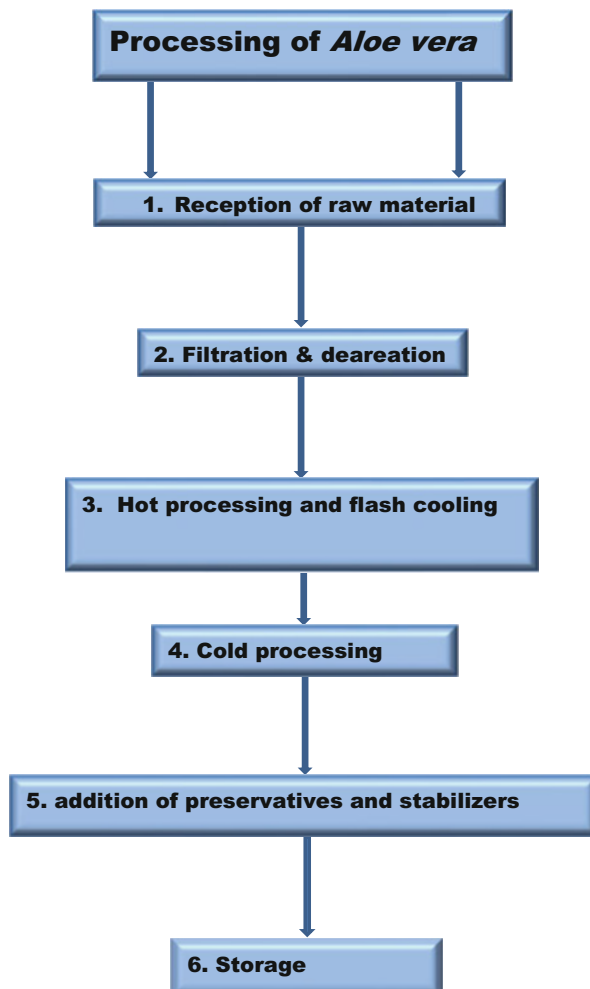 Processing of Aloe vera
1. Reception of raw material
2. Filtration & deareation
3. Hot processing and flash cooling
4. Cold processing
5. addition of preservatives and stabilizers
6. Storage